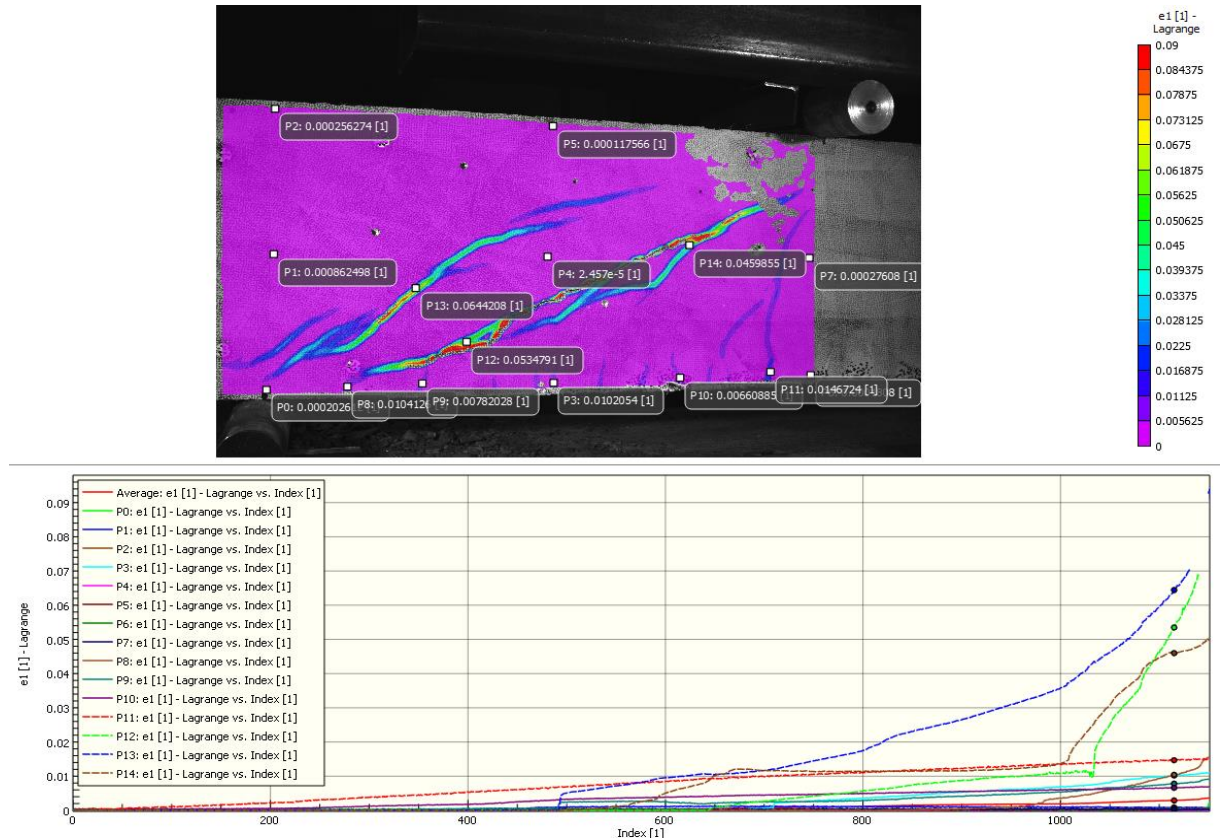 e1 [1] -
Lagrange
0.09
0.084375
0.07875
0.073125
0.0675
0.061875
0.05625
0.050625
0.045
0.039375
0.03375
0.028125
0.0225
0.016875
0.01125
0.005625
0
P2: 0.000256274 [1]
P5: 0.000117566 [1]
P1: 0.000862498 [1]
P4: 2.457e-5 [1]
P14: 0.0459855 [1]
P7: 0.00027608 [1]
P13: 0.0644208 [1]
P12: 0.0534791 [1]
P0: 0.0002026
P8: 0.010412
P9: 0.00782028 [1]
P3: 0.0102054 [1]
P10: 0.00660885
P11: 0.0146724 [1]
08 [1]
e1 [1] - Lagrange
0.09
0.08
0.07
0.06
0.05
0.04
0.03
0.02
0.01
0
Average: e1 [1] - Lagrange vs. Index [1]
P0: e1 [1] - Lagrange vs. Index [1]
P1: e1 [1] - Lagrange vs. Index [1]
P2: e1 [1] - Lagrange vs. Index [1]
P3: e1 [1] - Lagrange vs. Index [1]
P4: e1 [1] - Lagrange vs. Index [1]
P5: e1 [1] - Lagrange vs. Index [1]
P6: e1 [1] - Lagrange vs. Index [1]
P7: e1 [1] - Lagrange vs. Index [1]
P8: e1 [1] - Lagrange vs. Index [1]
P9: e1 [1] - Lagrange vs. Index [1]
P10: e1 [1] - Lagrange vs. Index [1]
P11: e1 [1] - Lagrange vs. Index [1]
P12: e1 [1] - Lagrange vs. Index [1]
P13: e1 [1] - Lagrange vs. Index [1]
P14: e1 [1] - Lagrange vs. Index [1]
0 200 400 600 800 1000
Index [1]